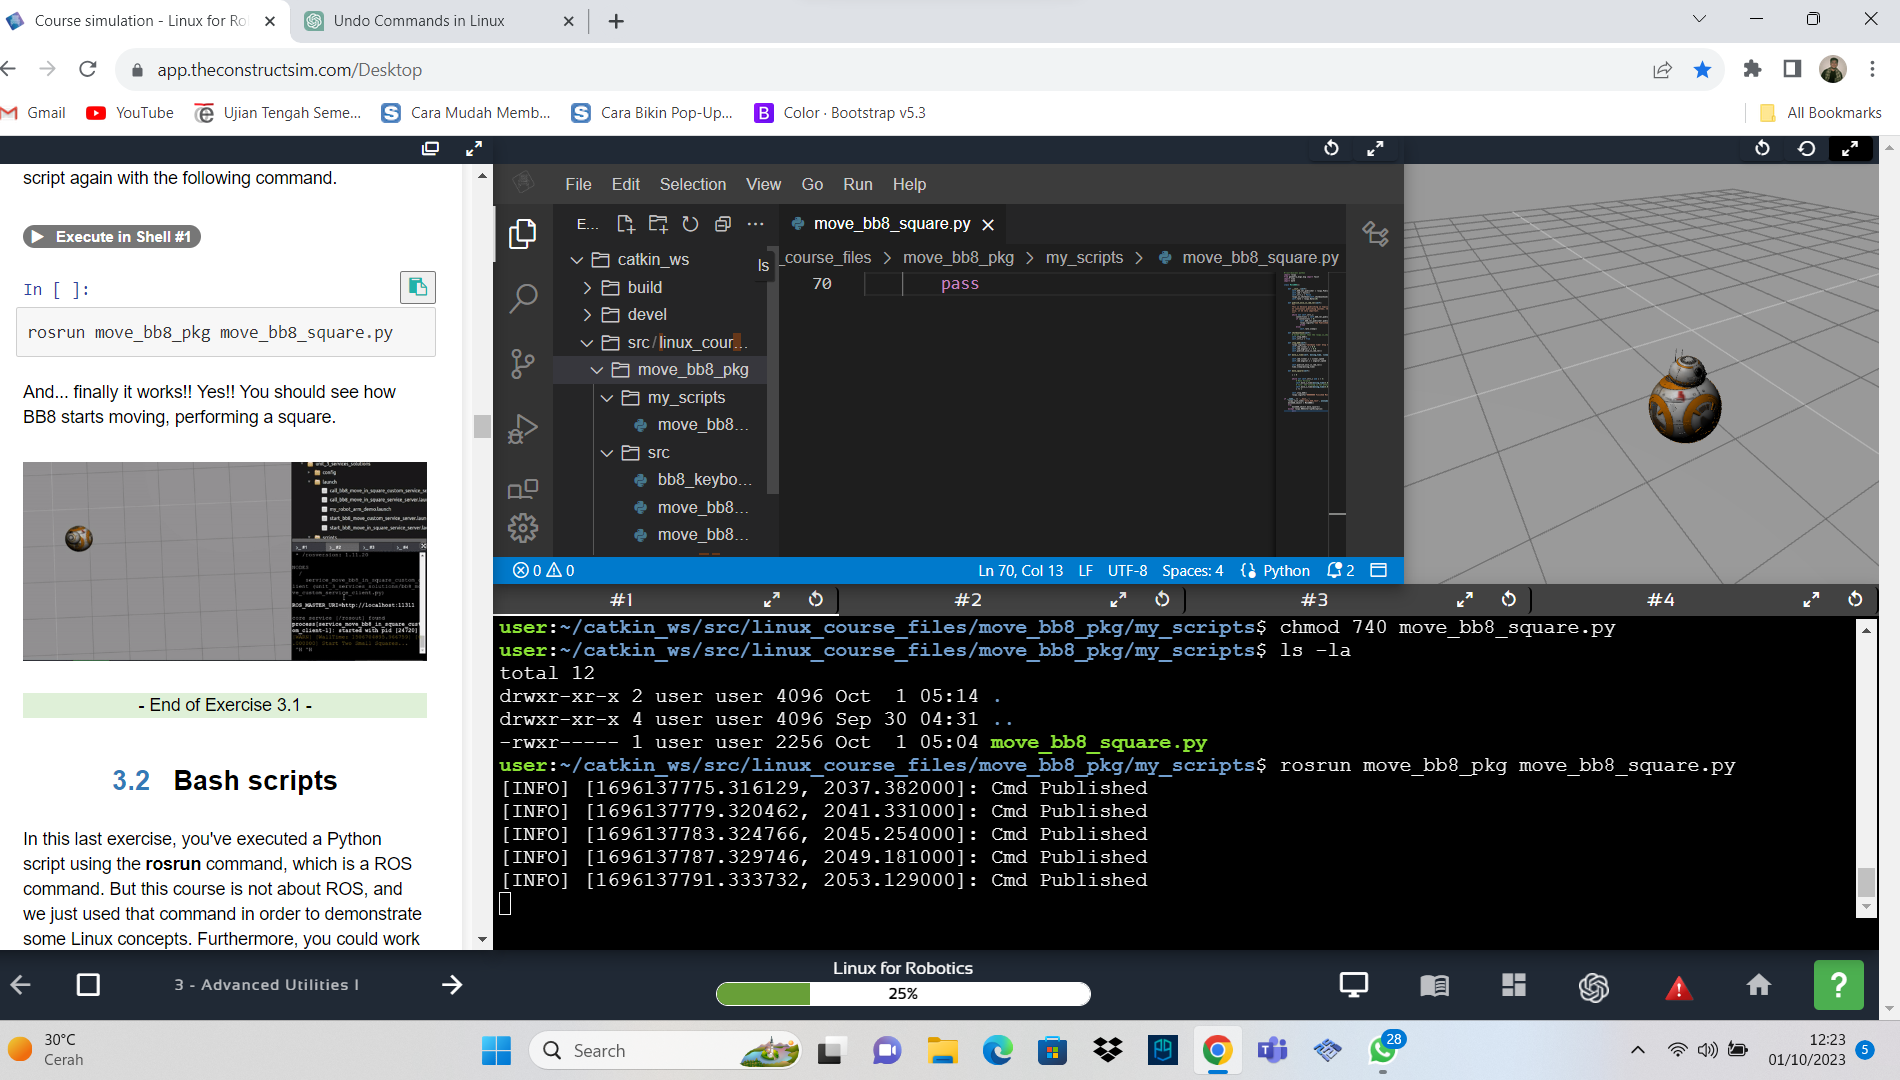 Course simulation - Linux for Ro
Undo Commands in Linux
app.theconstructsim.com/Desktop
Gmail
YouTube
Ujian Tengah Seme...
Cara Mudah Memb...
Cara Bikin Pop-Up...
Color · Bootstrap v5.3
All Bookmarks
script again with the following command.
Execute in Shell #1
In [ ]:
rosrun move_bb8_pkg move_bb8_square.py
And... finally it works!! Yes!! You should see how
BB8 starts moving, performing a square.
- End of Exercise 3.1 -
3.2 Bash scripts
In this last exercise, you've executed a Python
script using the rosrun command, which is a ROS
command. But this course is not about ROS, and
we just used that command in order to demonstrate
some Linux concepts. Furthermore, you could work
File Edit Selection View Go Run Help
E...
catkin_ws
ls
build
devel
src/linux_cour...
move_bb8_pkg
my_scripts
move_bb8...
src
bb8_keybo...
move_bb8...
move_bb8...
move_bb8_square.py
_course_files > move_bb8_pkg > my_scripts > move_bb8_square.py
70 pass
0 0
Ln 70, Col 13 LF UTF-8 Spaces: 4 Python 2
#1 #2 #3 #4
user:~/catkin_ws/src/linux_course_files/move_bb8_pkg/my_scripts$ chmod 740 move_bb8_square.py
user:~/catkin_ws/src/linux_course_files/move_bb8_pkg/my_scripts$ ls -la
total 12
drwxr-xr-x 2 user user 4096 Oct  1 05:14 .
drwxr-xr-x 4 user user 4096 Sep 30 04:31 ..
-rwxr----- 1 user user 2256 Oct  1 05:04 move_bb8_square.py
user:~/catkin_ws/src/linux_course_files/move_bb8_pkg/my_scripts$ rosrun move_bb8_pkg move_bb8_square.py
[INFO] [1696137775.316129, 2037.382000]: Cmd Published
[INFO] [1696137779.320462, 2041.331000]: Cmd Published
[INFO] [1696137783.324766, 2045.254000]: Cmd Published
[INFO] [1696137787.329746, 2049.181000]: Cmd Published
[INFO] [1696137791.333732, 2053.129000]: Cmd Published
3 - Advanced Utilities I
Linux for Robotics
25%
?
30°C
Cerah
Search
28
12:23
01/10/2023
5